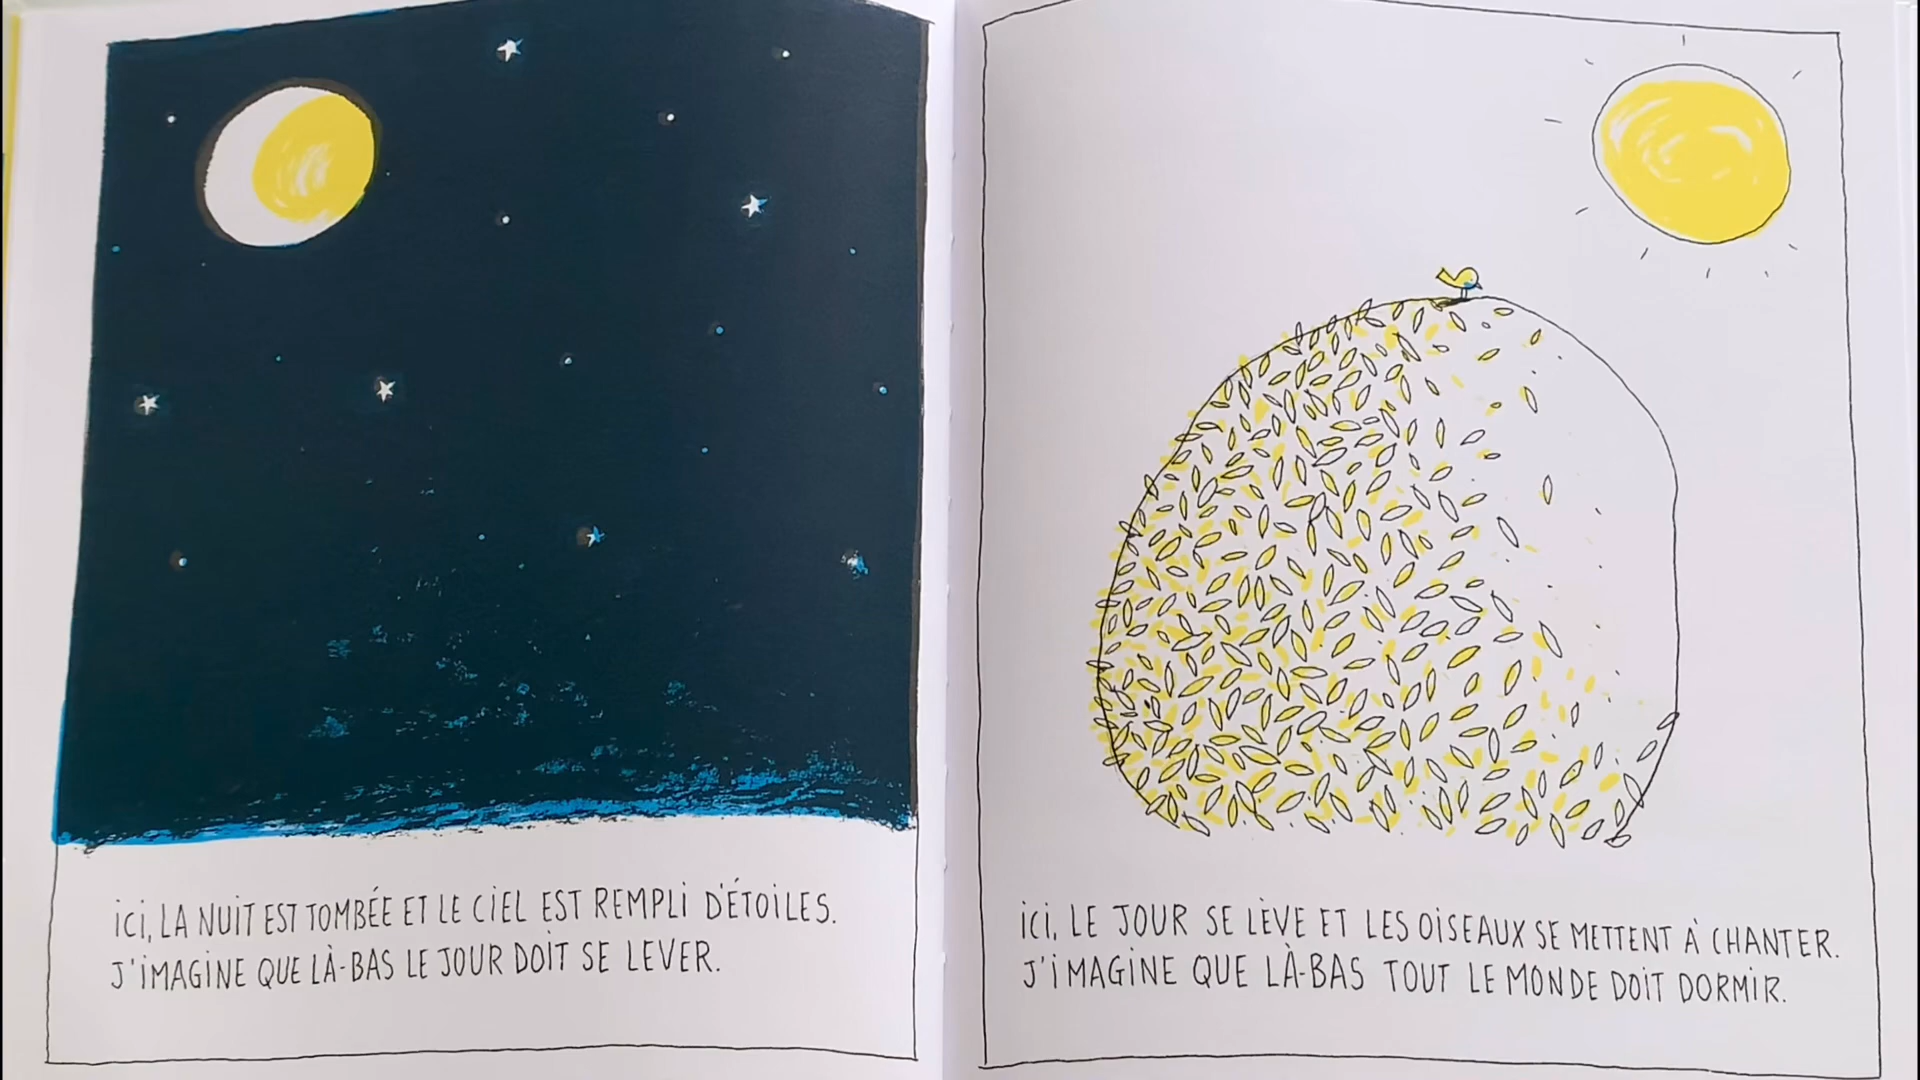 ici, LA NUIT EST TOMBÉE ET LE CIEL EST REMPLI D'ÉTOILES.
J'IMAGINE QUE LÀ-BAS LE JOUR DOIT SE LEVER.
ici, LE JOUR SE LÈVE ET LES OISEAUX SE METTENT À CHANTER.
J'IMAGINE QUE LÀ-BAS TOUT LE MONDE DOIT DORMIR.